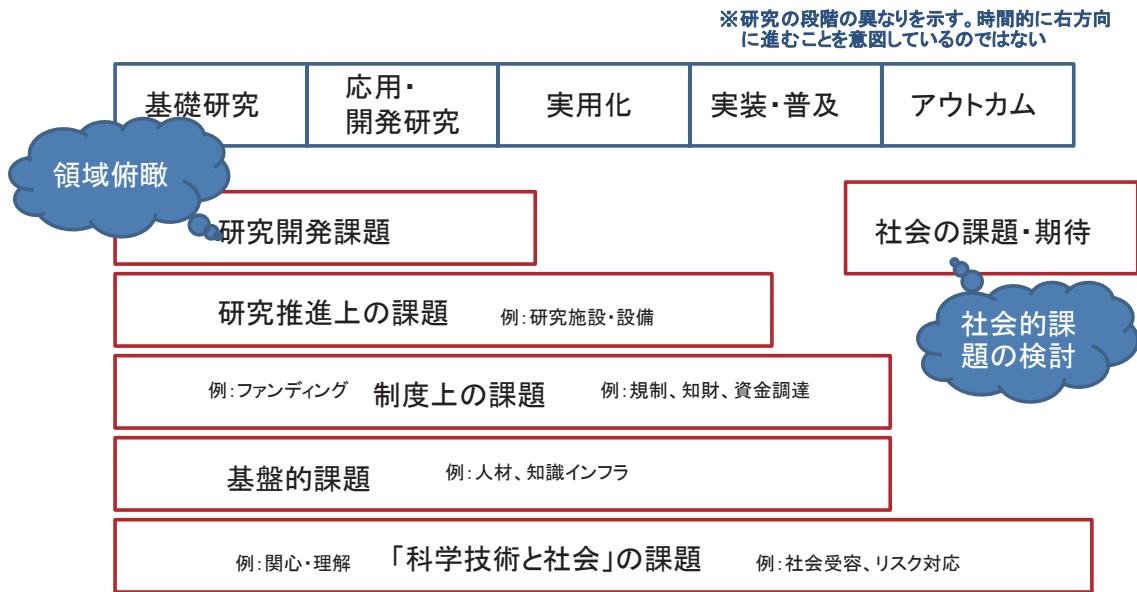 ※研究の段階の異なりを示す。時間的に右方向
に進むことを意図しているのではない
基礎研究
応用・
開発研究
実用化
実装・普及
アウトカム
領域俯瞰
研究開発課題
社会の課題・期待
研究推進上の課題 例：研究施設・設備
社会的課
題の検討
例：ファンディング 制度上の課題 例：規制、知財、資金調達
基盤的課題 例：人材、知識インフラ
例：関心・理解 「科学技術と社会」の課題 例：社会受容、リスク対応